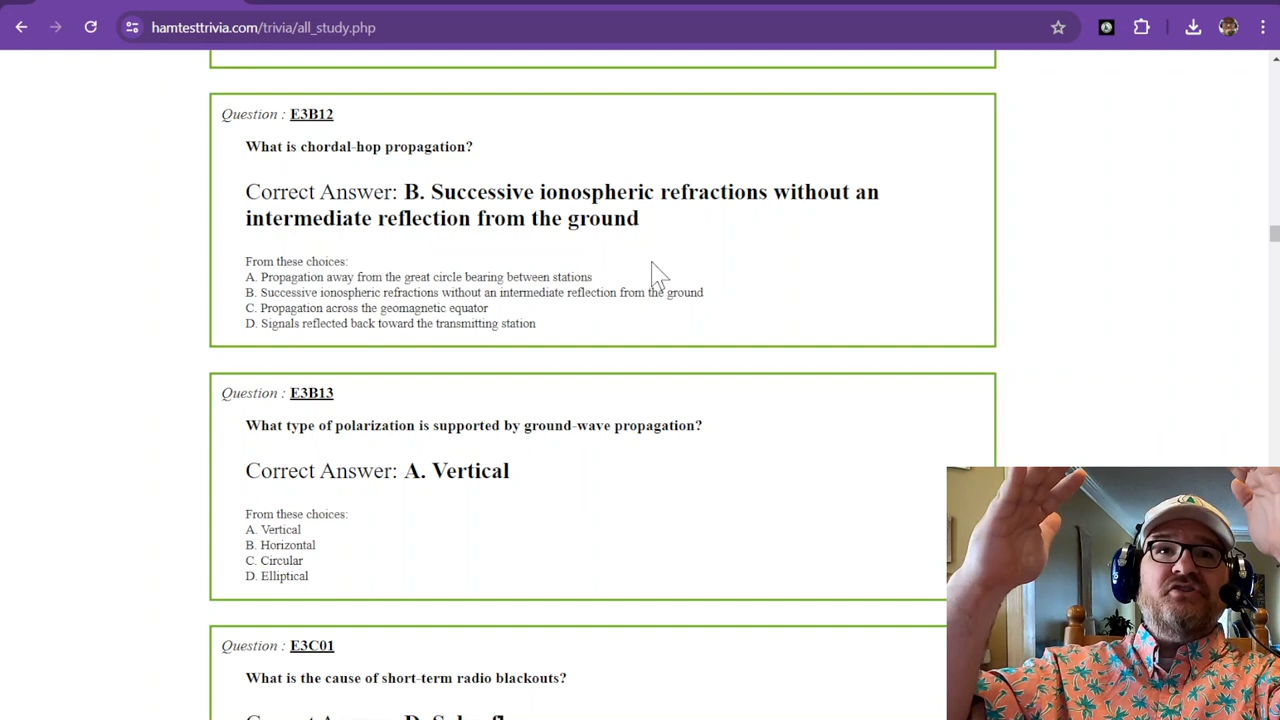 hamtesttrivia.com/trivia/all_study.php
Question : E3B12
What is chordal-hop propagation?
Correct Answer: B. Successive ionospheric refractions without an
intermediate reflection from the ground
From these choices:
A. Propagation away from the great circle bearing between stations
B. Successive ionospheric refractions without an intermediate reflection from the ground
C. Propagation across the geomagnetic equator
D. Signals reflected back toward the transmitting station
Question : E3B13
What type of polarization is supported by ground-wave propagation?
Correct Answer: A. Vertical
From these choices:
A. Vertical
B. Horizontal
C. Circular
D. Elliptical
Question : E3C01
What is the cause of short-term radio blackouts?